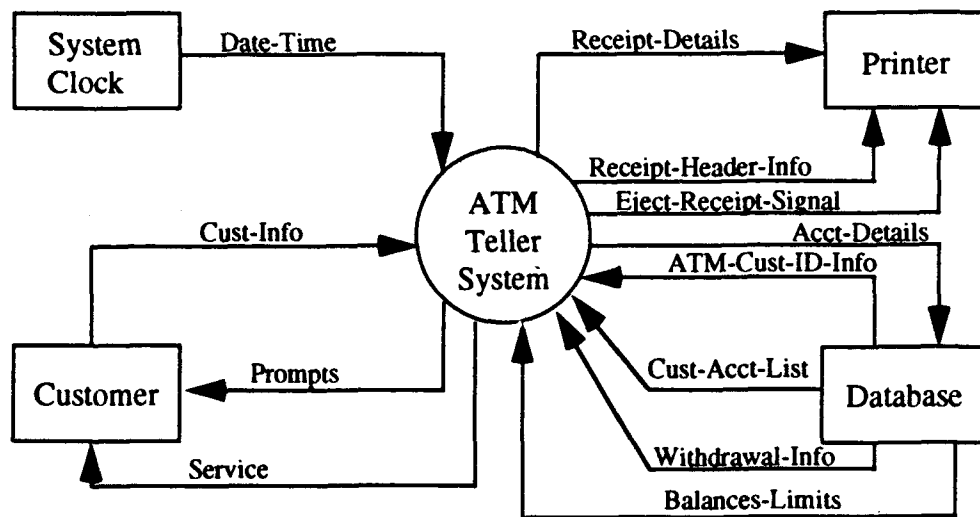 System
Clock
Date-Time
Receipt-Details
Printer
Receipt-Header-Info
Eject-Receipt-Signal
ATM
Teller
System
Cust-Info
Acct-Details
ATM-Cust-ID-Info
Customer
Prompts
Cust-Acct-List
Database
Service
Withdrawal-Info
Balances-Limits